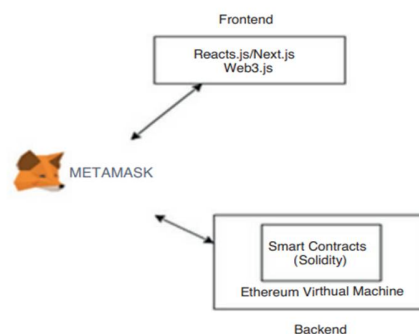 Frontend
Reacts.js/Next.js
Web3.js
METAMASK
Smart Contracts
(Solidity)
Ethereum Virthual Machine
Backend